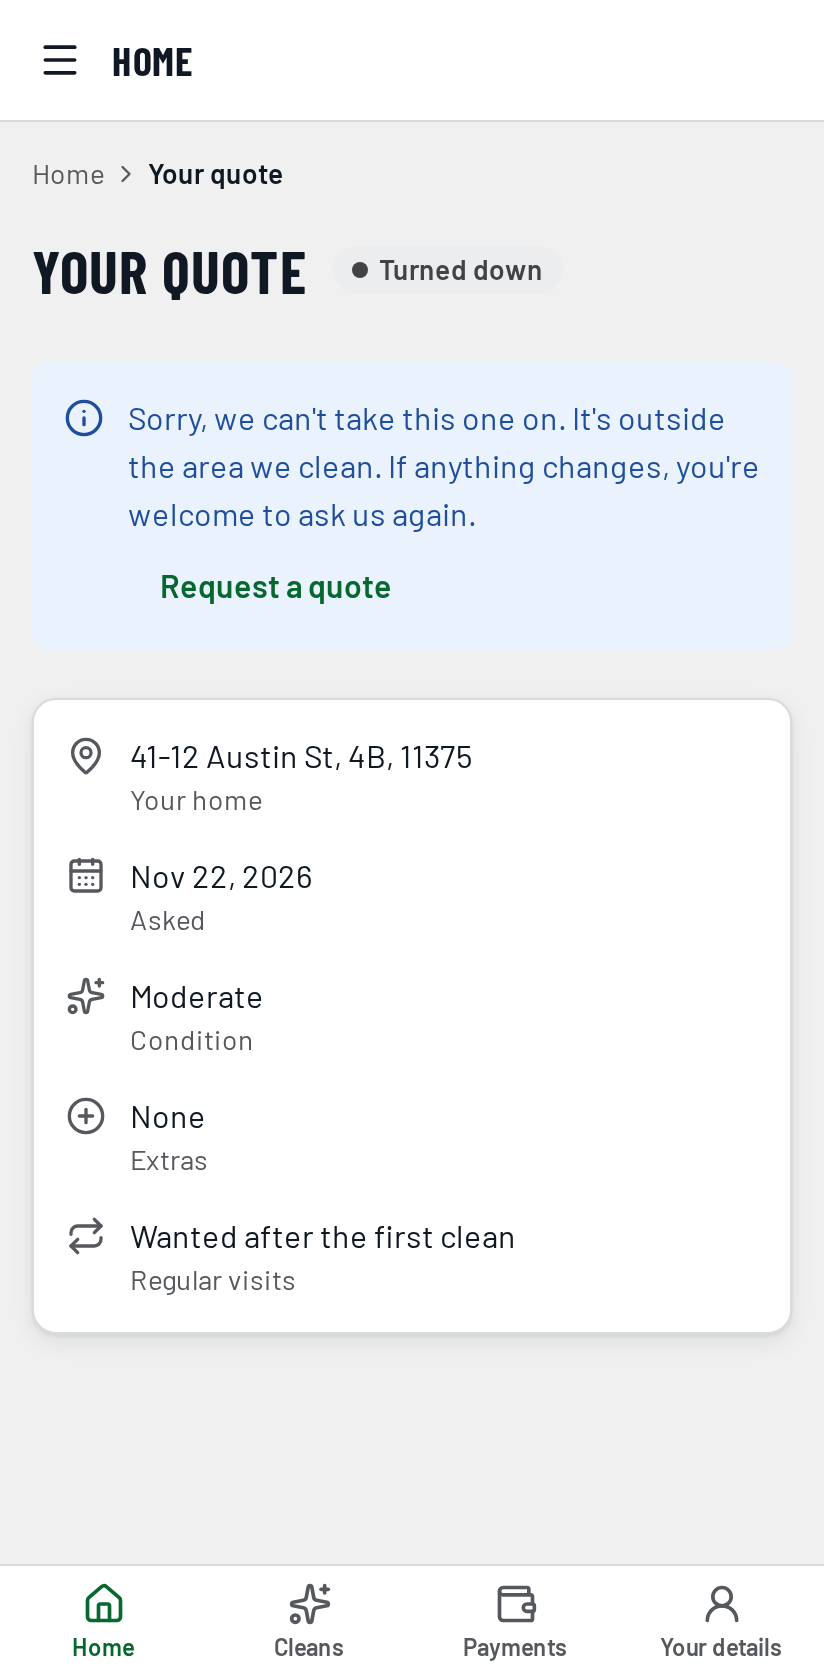 HOME
Home > Your quote
YOUR QUOTE
Turned down
Sorry, we can't take this one on. It's outside
the area we clean. If anything changes, you're
welcome to ask us again.
Request a quote
41-12 Austin St, 4B, 11375
Your home
Nov 22, 2026
Asked
Moderate
Condition
None
Extras
Wanted after the first clean
Regular visits
Home
Cleans
Payments
Your details